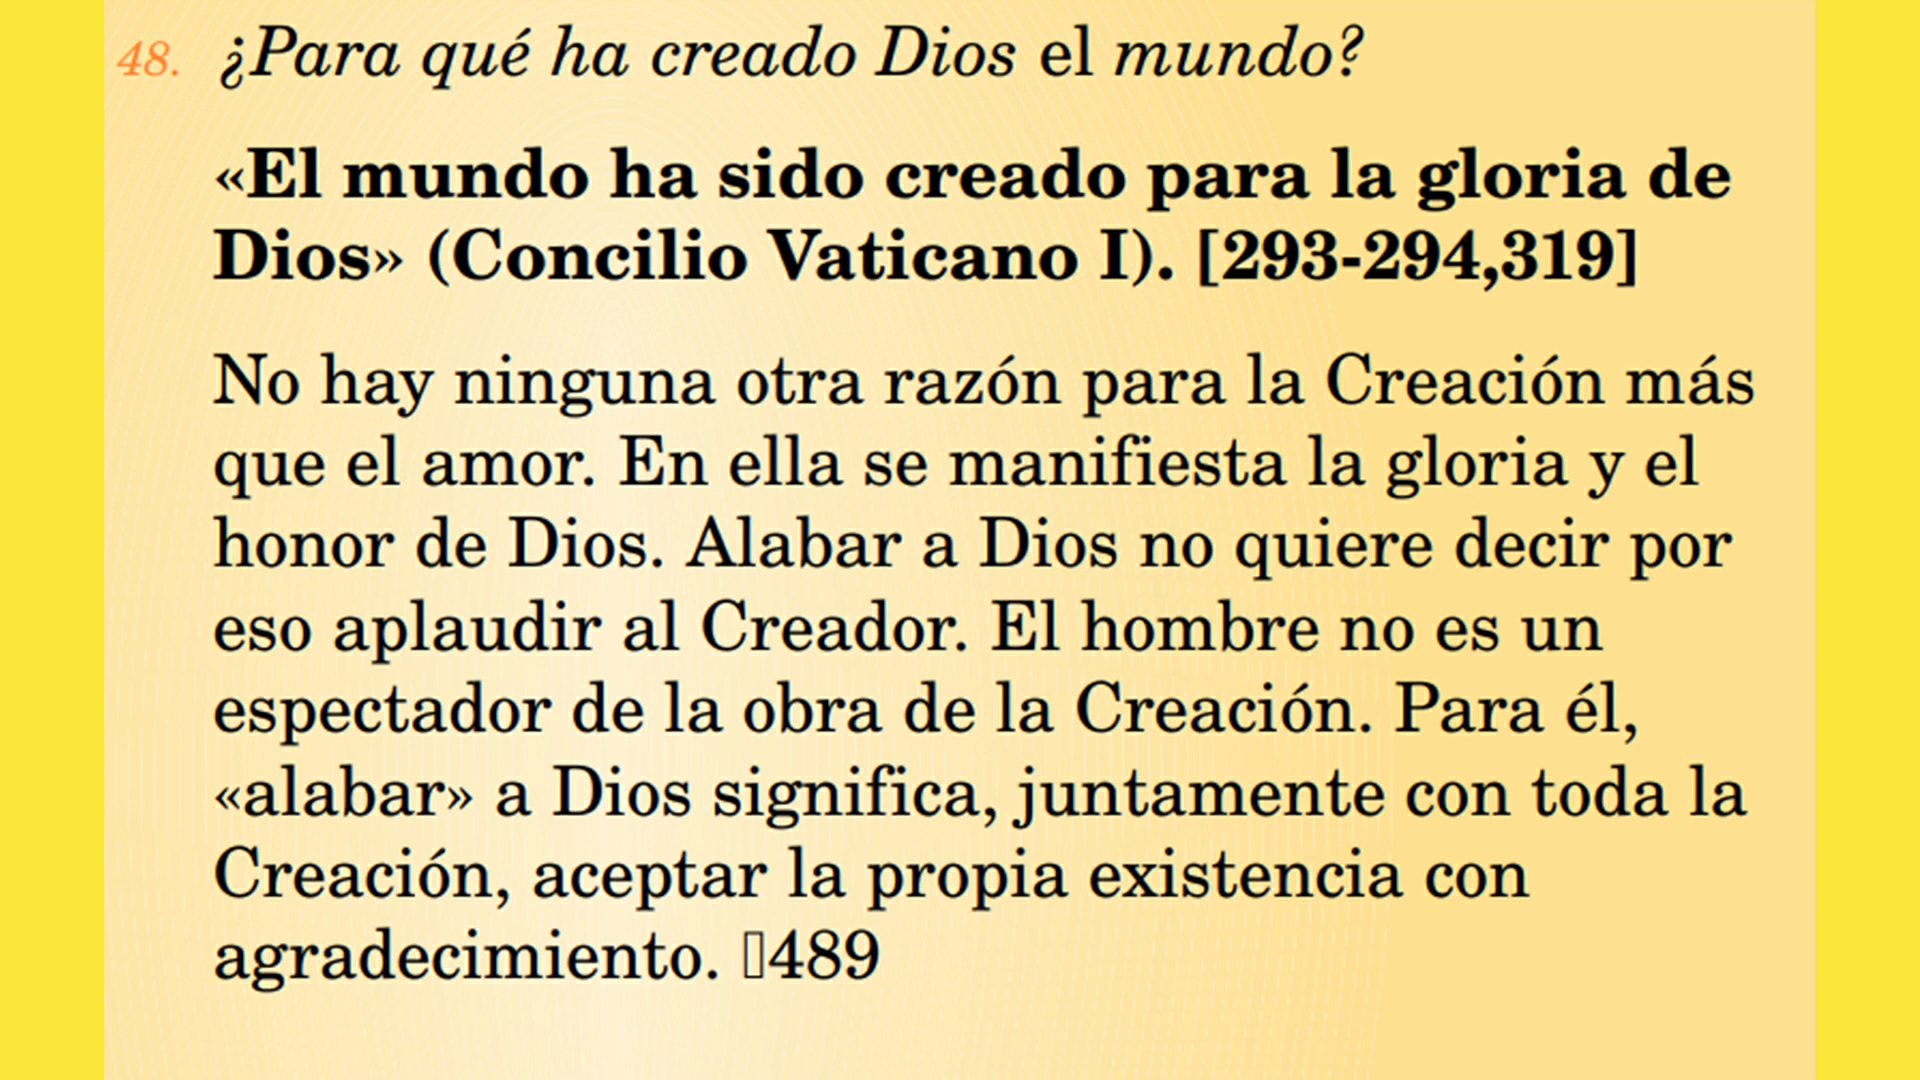 48. ¿Para qué ha creado Dios el mundo?
«El mundo ha sido creado para la gloria de
Dios» (Concilio Vaticano I). [293-294,319]
No hay ninguna otra razón para la Creación más
que el amor. En ella se manifiesta la gloria y el
honor de Dios. Alabar a Dios no quiere decir por
eso aplaudir al Creador. El hombre no es un
espectador de la obra de la Creación. Para él,
«alabar» a Dios significa, juntamente con toda la
Creación, aceptar la propia existencia con
agradecimiento. 489